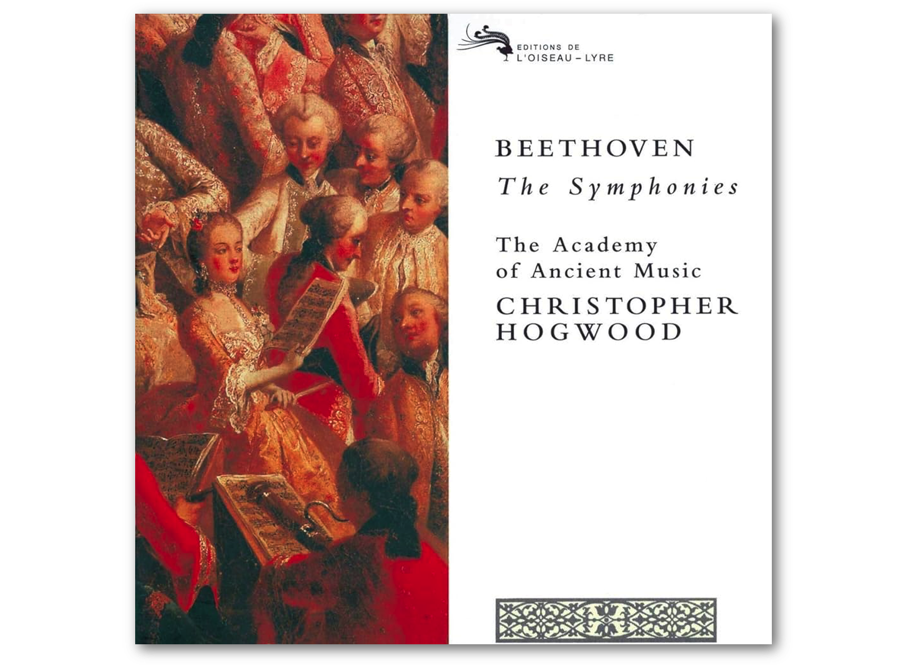 EDITIONS DE
L'OISEAU-LYRE
BEETHOVEN
The Symphonies
The Academy
of Ancient Music
CHRISTOPHER
HOGWOOD